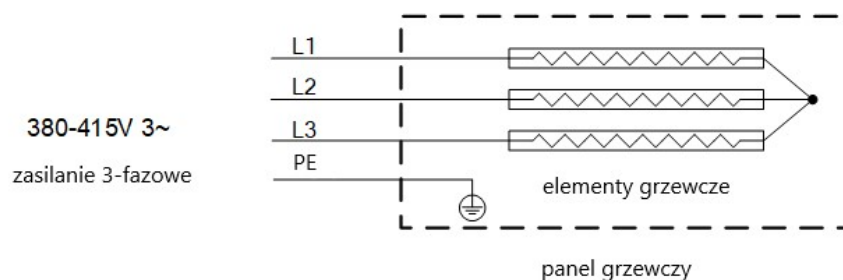 L1
L2
380-415V 3~
L3
zasilanie 3-fazowe
PE
elementy grzewcze
panel grzewczy